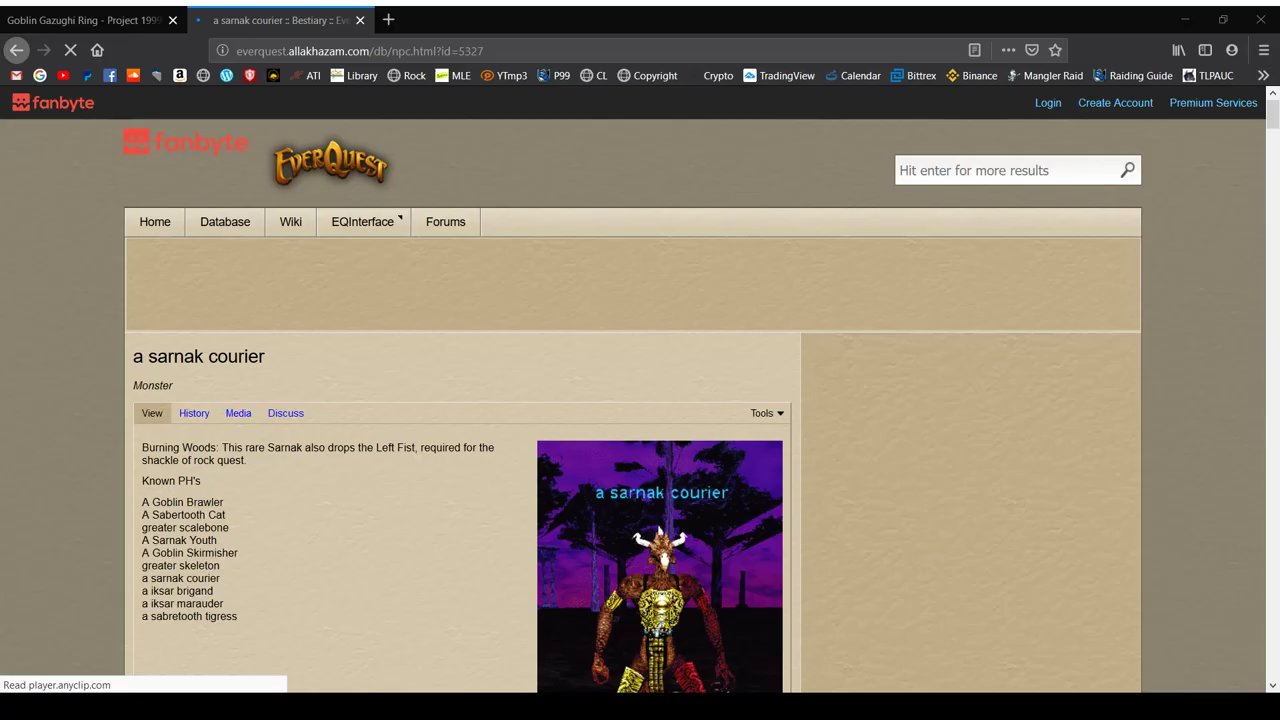 Goblin Gazughi Ring - Project 1999
a sarnak courier :: Bestiary :: Eve
everquest.allakhazam.com/db/npc.html?id=5327
ATI Library Rock MLE YTmp3 P99 CL Copyright Crypto TradingView Calendar Bittrex Binance Mangler Raid Raiding Guide TLPAUC
fanbyte
Login Create Account Premium Services
fanbyte
EVERQUEST
Hit enter for more results
Home Database Wiki EQInterface Forums
a sarnak courier
Monster
View History Media Discuss Tools
Burning Woods: This rare Sarnak also drops the Left Fist, required for the
shackle of rock quest.
Known PH's
A Goblin Brawler
A Sabertooth Cat
greater scalebone
A Sarnak Youth
A Goblin Skirmisher
greater skeleton
a sarnak courier
a iksar brigand
a iksar marauder
a sabretooth tigress
a sarnak courier
Read player.anyclip.com